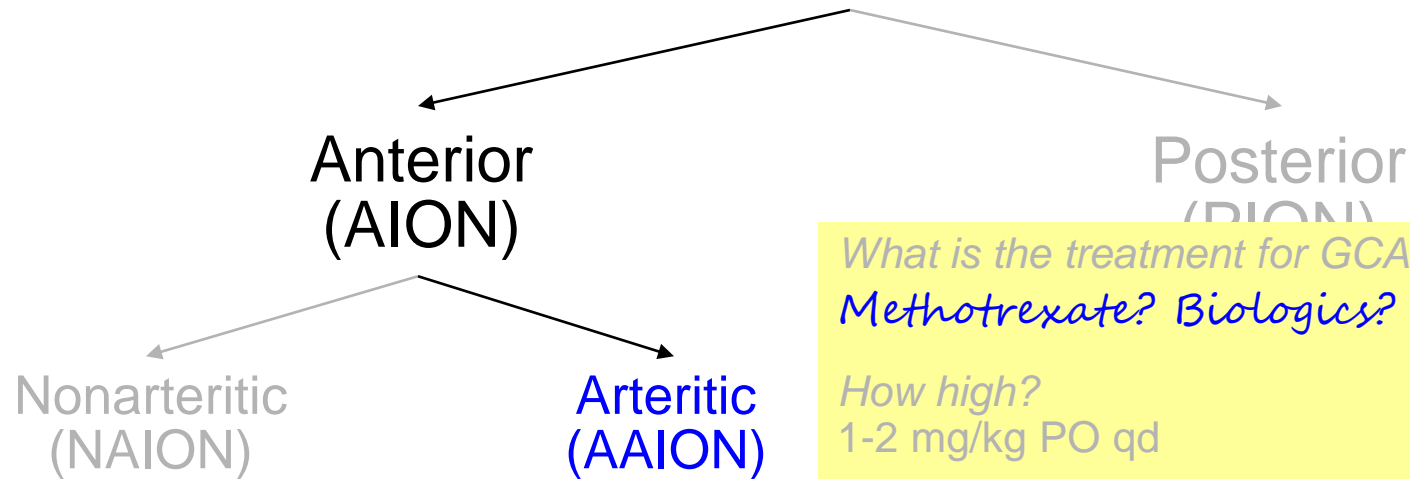 Anterior
(AION)
Posterior
(PION)
What is the treatment for GCA
Methotrexate? Biologics?
How high?
1-2 mg/kg PO qd
Nonarteritic
(NAION)
Arteritic
(AAION)